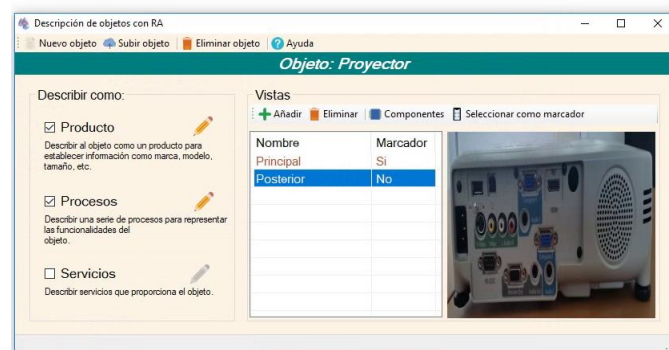 Descripción de objetos con RA
Nuevo objeto Subir objeto Eliminar objeto Ayuda
Objeto: Proyector
Describir como:
Producto
Describir al objeto como un producto para
establecer información como marca, modelo,
tamaño, etc.
Procesos
Describir una serie de procesos para representar
las funcionalidades del
objeto.
Servicios
Describir servicios que proporciona el objeto.
Vistas
Añadir Eliminar Componentes Seleccionar como marcador
Nombre Marcador
Principal Si
Posterior No